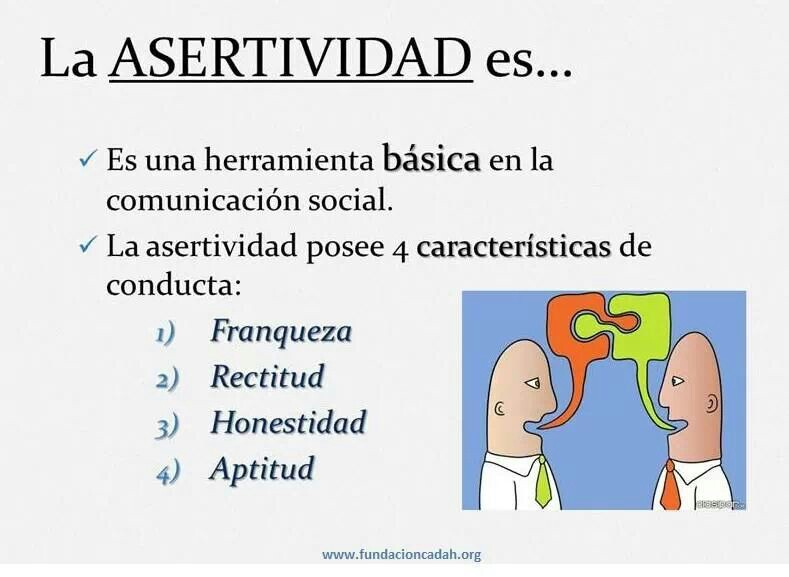 La ASERTIVIDAD es...
✓ Es una herramienta básica en la
comunicación social.
✓ La asertividad posee 4 características de
conducta:
1) Franqueza
2) Rectitud
3) Honestidad
4) Aptitud
www.fundacioncadah.org